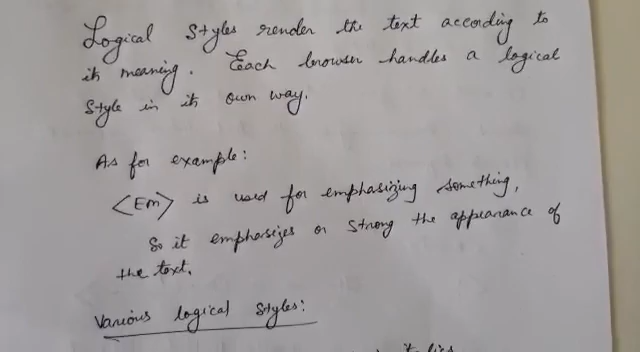 Logical Styles render the text according to
its meaning. Each browser handles a logical
Style in its own way.
As for example:
<Em> is used for emphasizing something,
So it emphasizes or Strong the appearance of
the text.
Various logical Styles:
italics